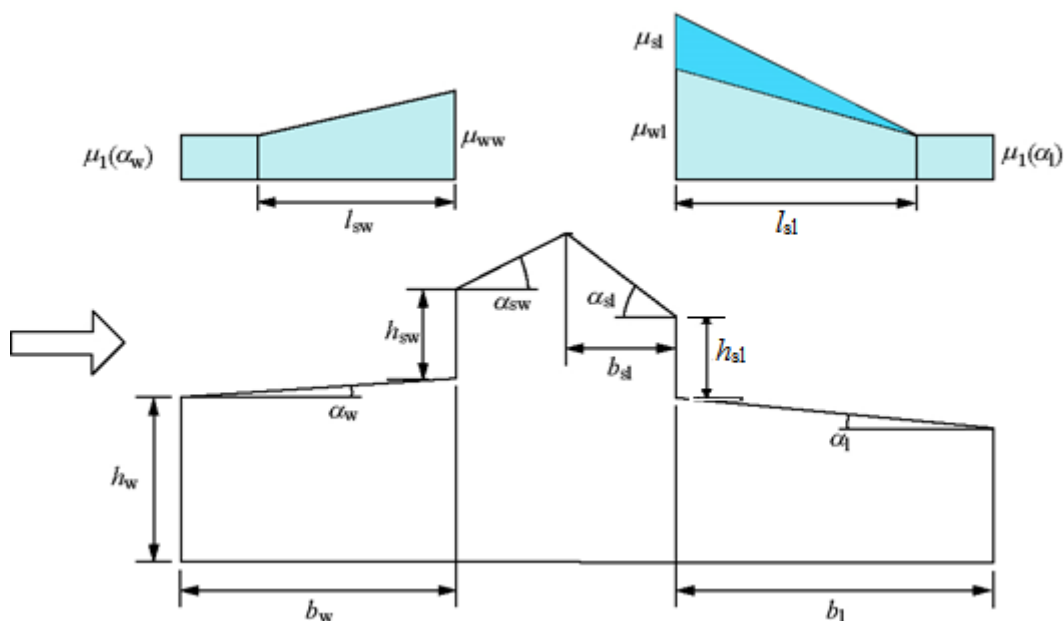 μsl
μ1(αw)
μww
μwl
μ1(αl)
lsw
lsl
αsw
αsl
hsw
hsl
bsl
αw
αl
hw
bw
bl